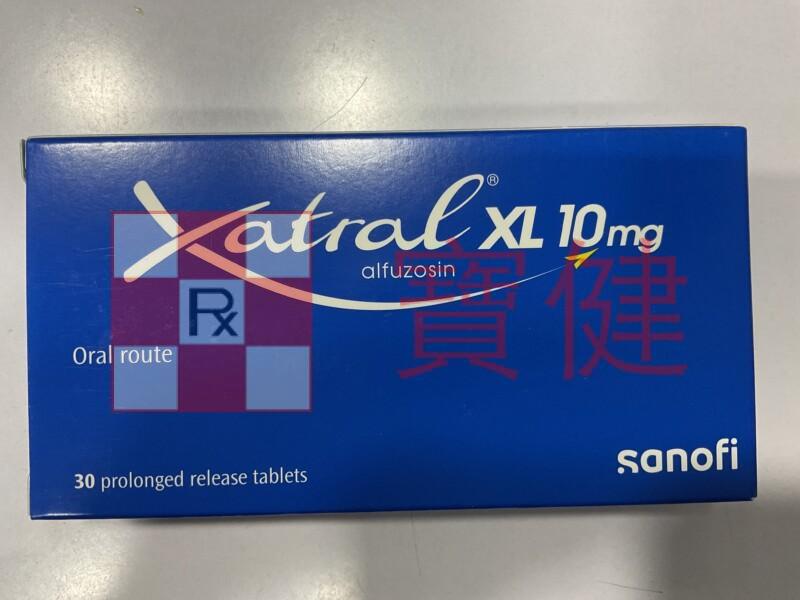 Xatral® XL 10mg
alfuzosin
寶健
Rx
Oral route
30 prolonged release tablets
sanofi